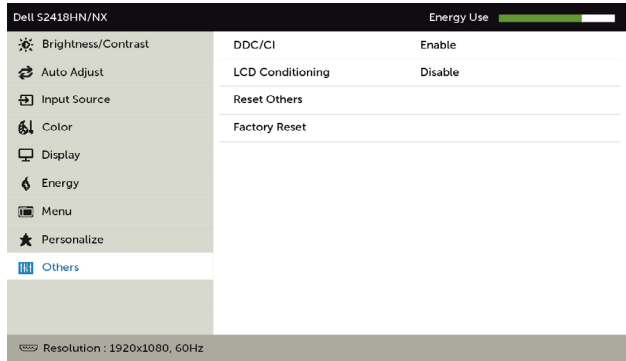 Dell S2418HN/NX Energy Use
Brightness/Contrast DDC/CI Enable
Auto Adjust LCD Conditioning Disable
Input Source Reset Others
Color Factory Reset
Display
Energy
Menu
Personalize
Others
Resolution : 1920x1080, 60Hz